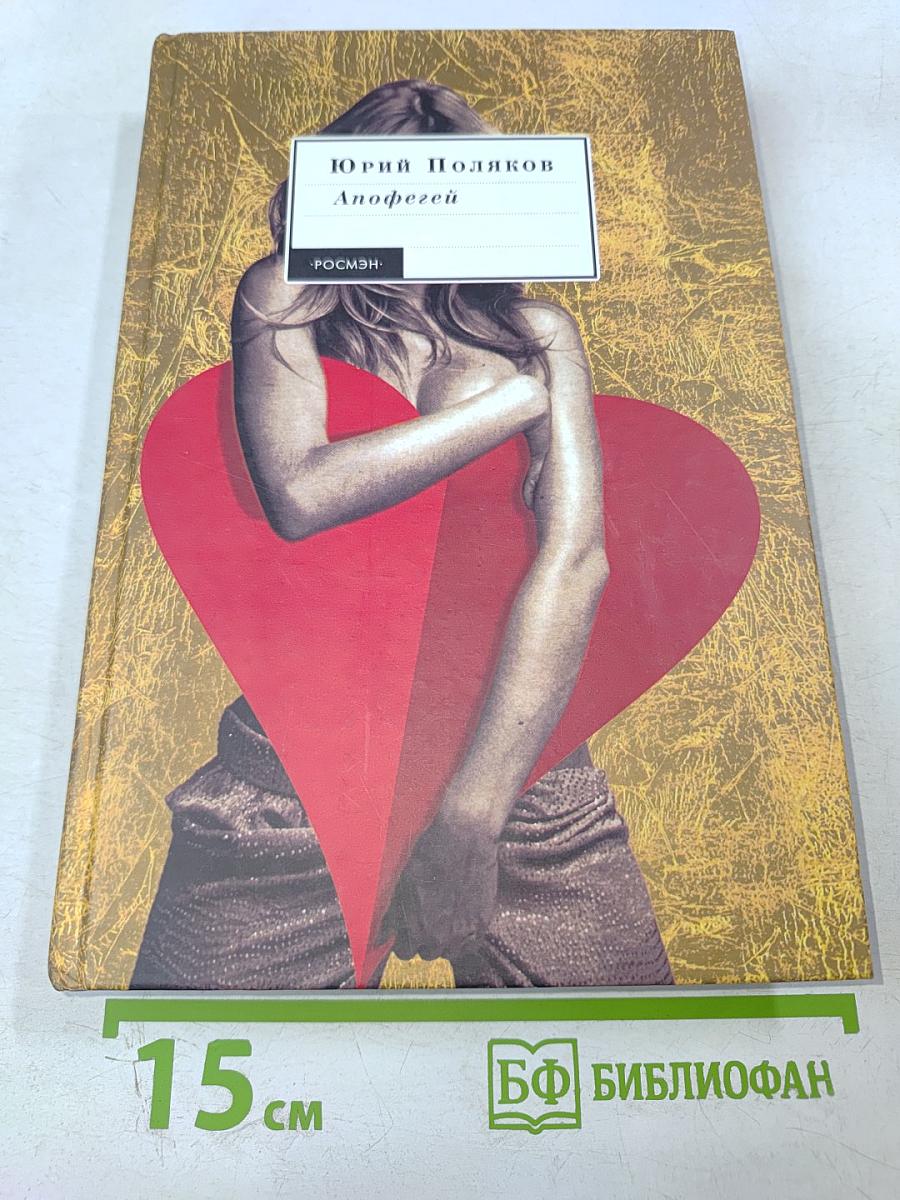 Юрий Поляков
Апофегей
·РОСМЭН·
15 см
БФ БИБЛИОФАН